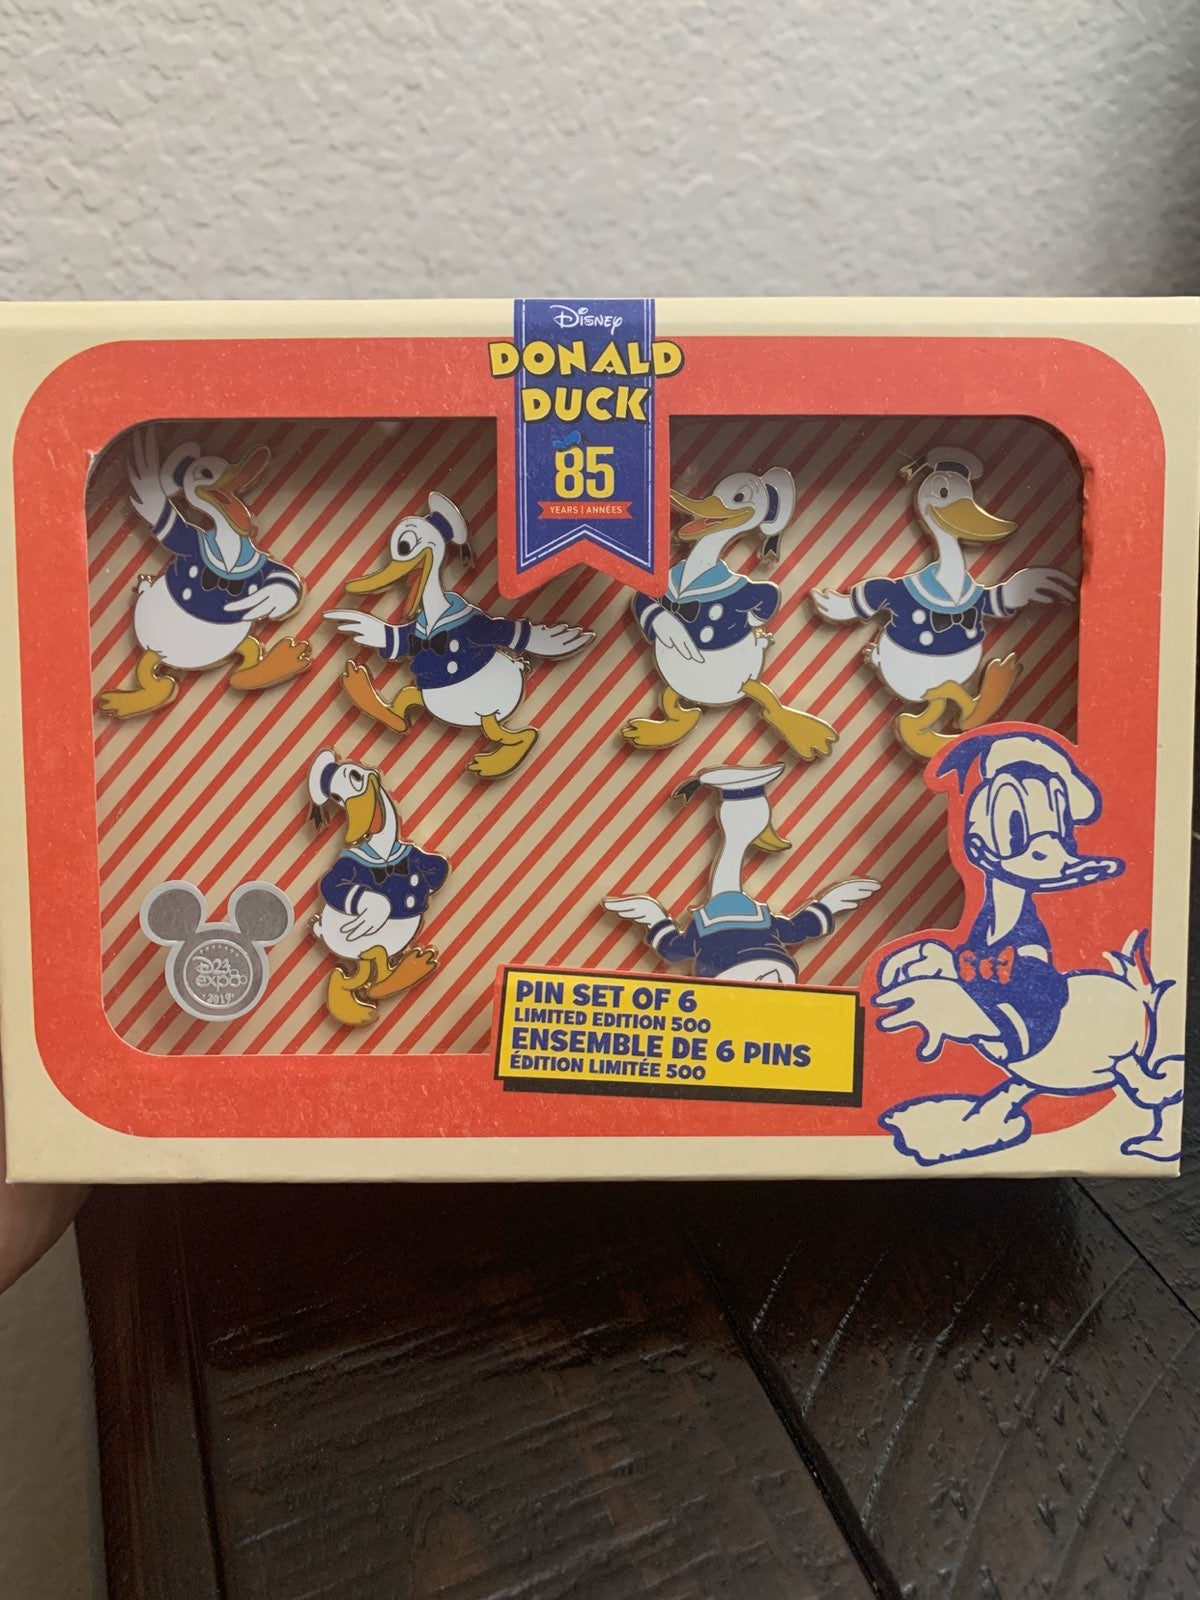 Disney
DONALD
DUCK
85
YEARS | ANNÉES
D23
expo
2019
PIN SET OF 6
LIMITED EDITION 500
ENSEMBLE DE 6 PINS
ÉDITION LIMITÉE 500